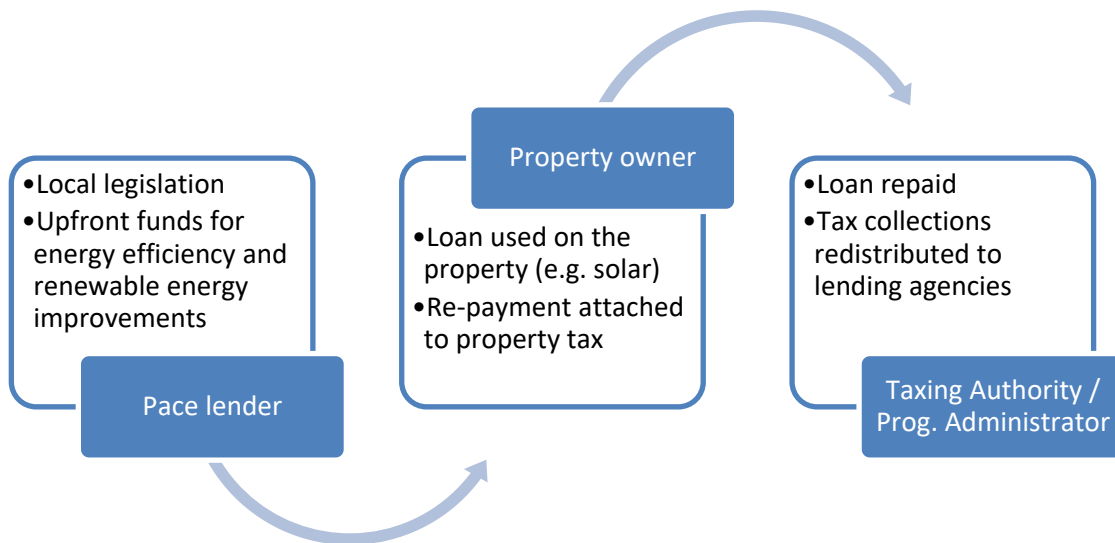 •Local legislation
•Upfront funds for
energy efficiency and
renewable energy
improvements
Pace lender
Property owner
•Loan used on the
property (e.g. solar)
•Re-payment attached
to property tax
•Loan repaid
•Tax collections
redistributed to
lending agencies
Taxing Authority /
Prog. Administrator